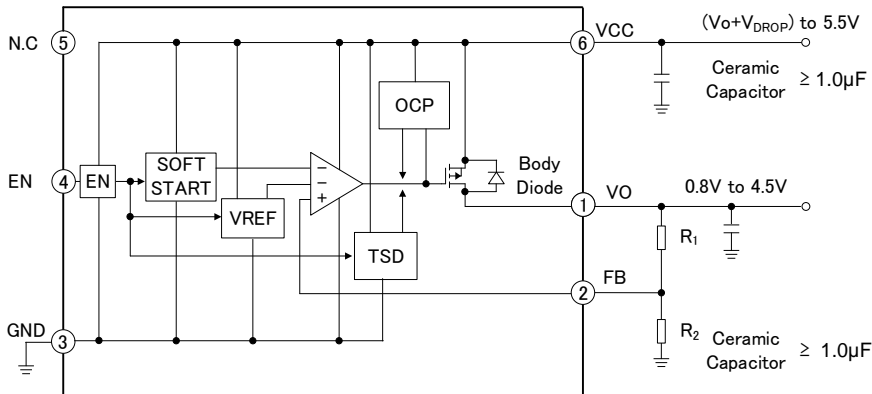 N.C 5
6 VCC
(Vo+VDROP) to 5.5V
Ceramic
Capacitor
≥ 1.0μF
OCP
EN 4
EN
SOFT
START
−
−
+
VREF
TSD
Body
Diode
1 VO
0.8V to 4.5V
R1
2 FB
R2
GND 3
Ceramic
Capacitor
≥ 1.0μF